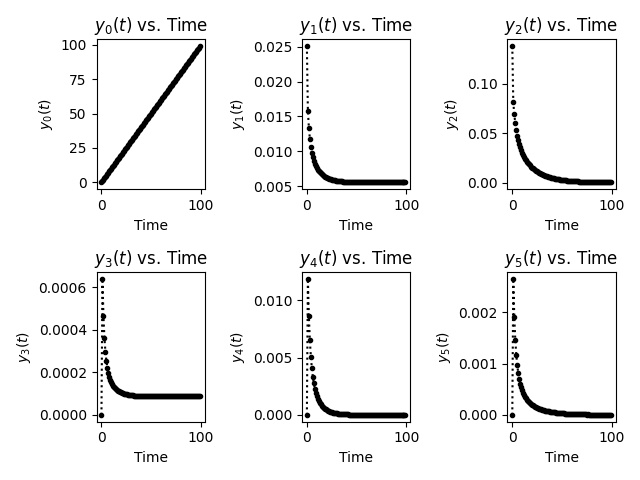 y₀(t) vs. Time
y₁(t) vs. Time
y₂(t) vs. Time
100
75
50
25
0
y₀(t)
0
100
Time
0.025
0.020
0.015
0.010
0.005
y₁(t)
0
100
Time
0.10
0.05
0.00
y₂(t)
0
100
Time
y₃(t) vs. Time
y₄(t) vs. Time
y₅(t) vs. Time
0.0006
0.0004
0.0002
0.0000
y₃(t)
0
100
Time
0.010
0.005
0.000
y₄(t)
0
100
Time
0.002
0.001
0.000
y₅(t)
0
100
Time